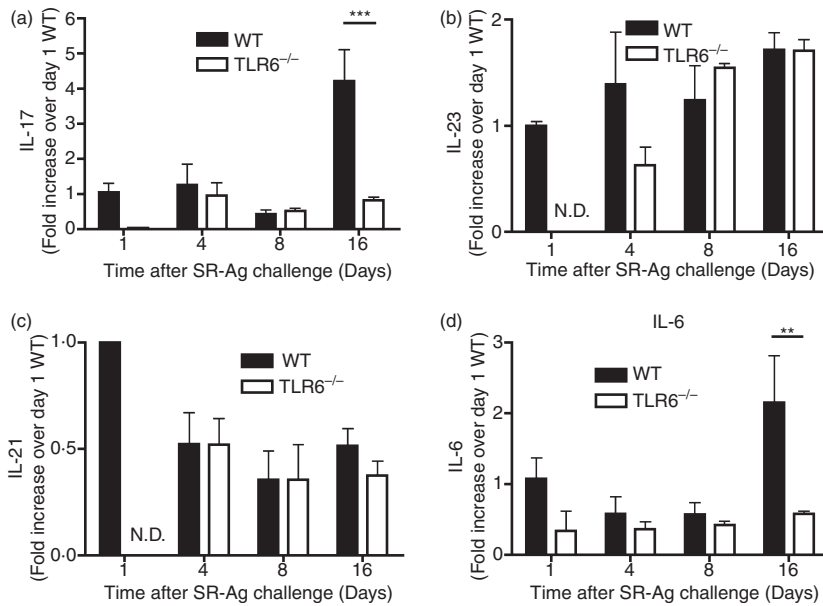 (a)
***
WT
TLR6–/–
IL-17
(Fold increase over day 1 WT)
6
5
4
3
2
1
0
1 4 8 16
Time after SR-Ag challenge (Days)
(b)
WT
TLR6–/–
IL-23
(Fold increase over day 1 WT)
2
1
0
N.D.
1 4 8 16
Time after SR-Ag challenge (Days)
(c)
WT
TLR6–/–
IL-21
(Fold increase over day 1 WT)
1·0
0·5
0·0
N.D.
1 4 8 16
Time after SR-Ag challenge (Days)
(d)
IL-6
**
WT
TLR6–/–
IL-6
(Fold increase over day 1 WT)
3
2
1
0
1 4 8 16
Time after SR-Ag challenge (Days)